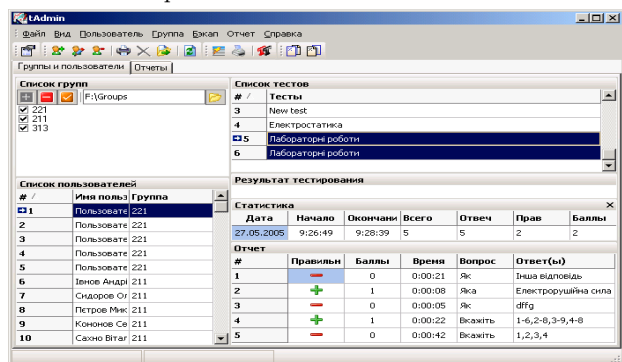 tAdmin
Файл Вид Пользователь Группа Бэкап Отчет Справка
Группы и пользователи Отчеты
Список групп
F:\Groups
221
211
313
Список тестов
# Тесты
3 New test
4 Електростатика
5 Лабораторні роботи
6 Лабораторні роботи
Результат тестирования
Список пользователей
# Имя польз Группа
1 Пользовате 221
2 Пользовате 221
3 Пользовате 221
4 Пользовате 221
5 Пользовате 221
6 Івнов Андрі 211
7 Сидоров Ол 211
8 Петров Мик 211
9 Кононов Се 211
10 Сахно Віта 211
Статистика
Дата Начало Окончани Всего Отвеч Прав Баллы
27.05.2005 9:26:49 9:28:39 5 5 2 2
Отчет
# Правильн Баллы Время Вопрос Ответ(ы)
1 0 0:00:21 Як Інша відповідь
2 1 0:00:08 Яка Електрорушійна сила
3 0 0:00:05 Як dffg
4 1 0:00:22 Вкажіть 1-6,2-8,3-9,4-8
5 0 0:00:42 Вкажіть 1,2,3,4